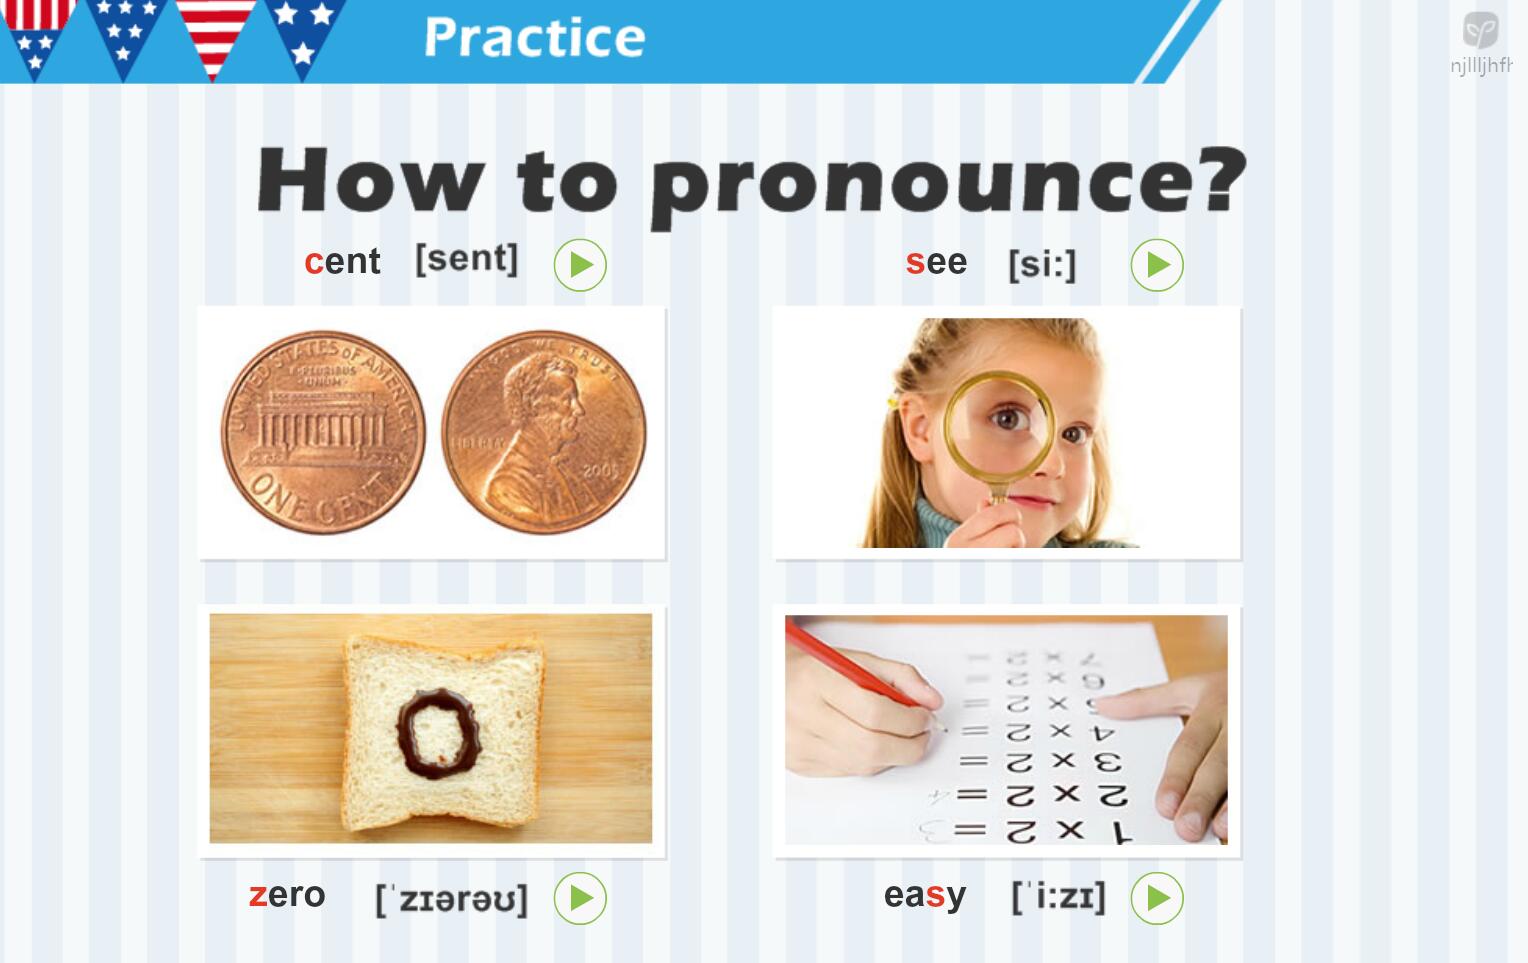 Practice
njllljhfh
How to pronounce?
cent [sent]
see [si:]
UNITED STATES OF AMERICA
E·PLURIBUS
·UNUM·
ONE CENT
IN GOD WE TRUST
LIBERTY
2005
0
7 x 2 =
6 x 2 =
5 x 2 =
4 x 2 =
3 x 2 =
2 x 2 = 4
1 x 2 =
zero [ˈzɪərəʊ]
easy [ˈi:zɪ]